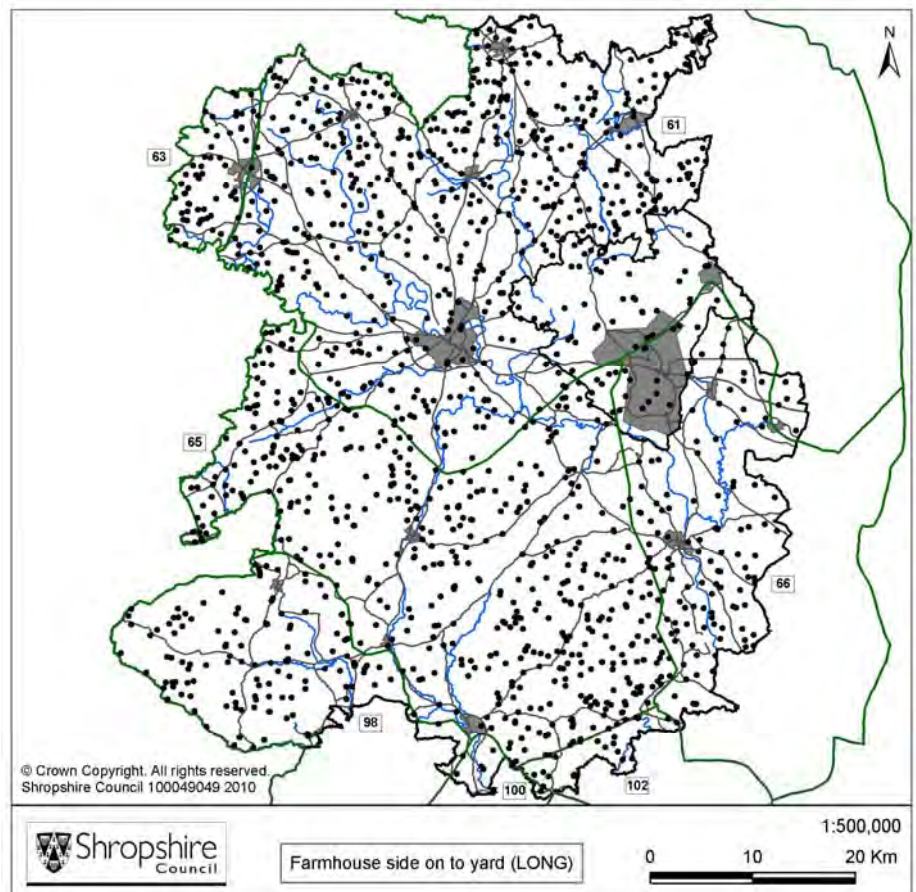 N
61
63
65
66
98
100
102
© Crown Copyright. All rights reserved.
Shropshire Council 100049049 2010
Shropshire
Council
Farmhouse side on to yard (LONG)
1:500,000
0 10 20 Km